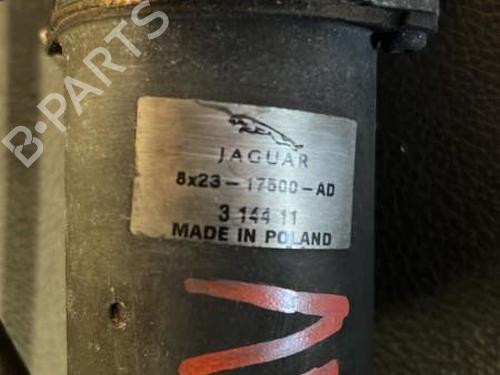 B-PARTS
JAGUAR
8x23-17500-AD
3 144 11
MADE IN POLAND